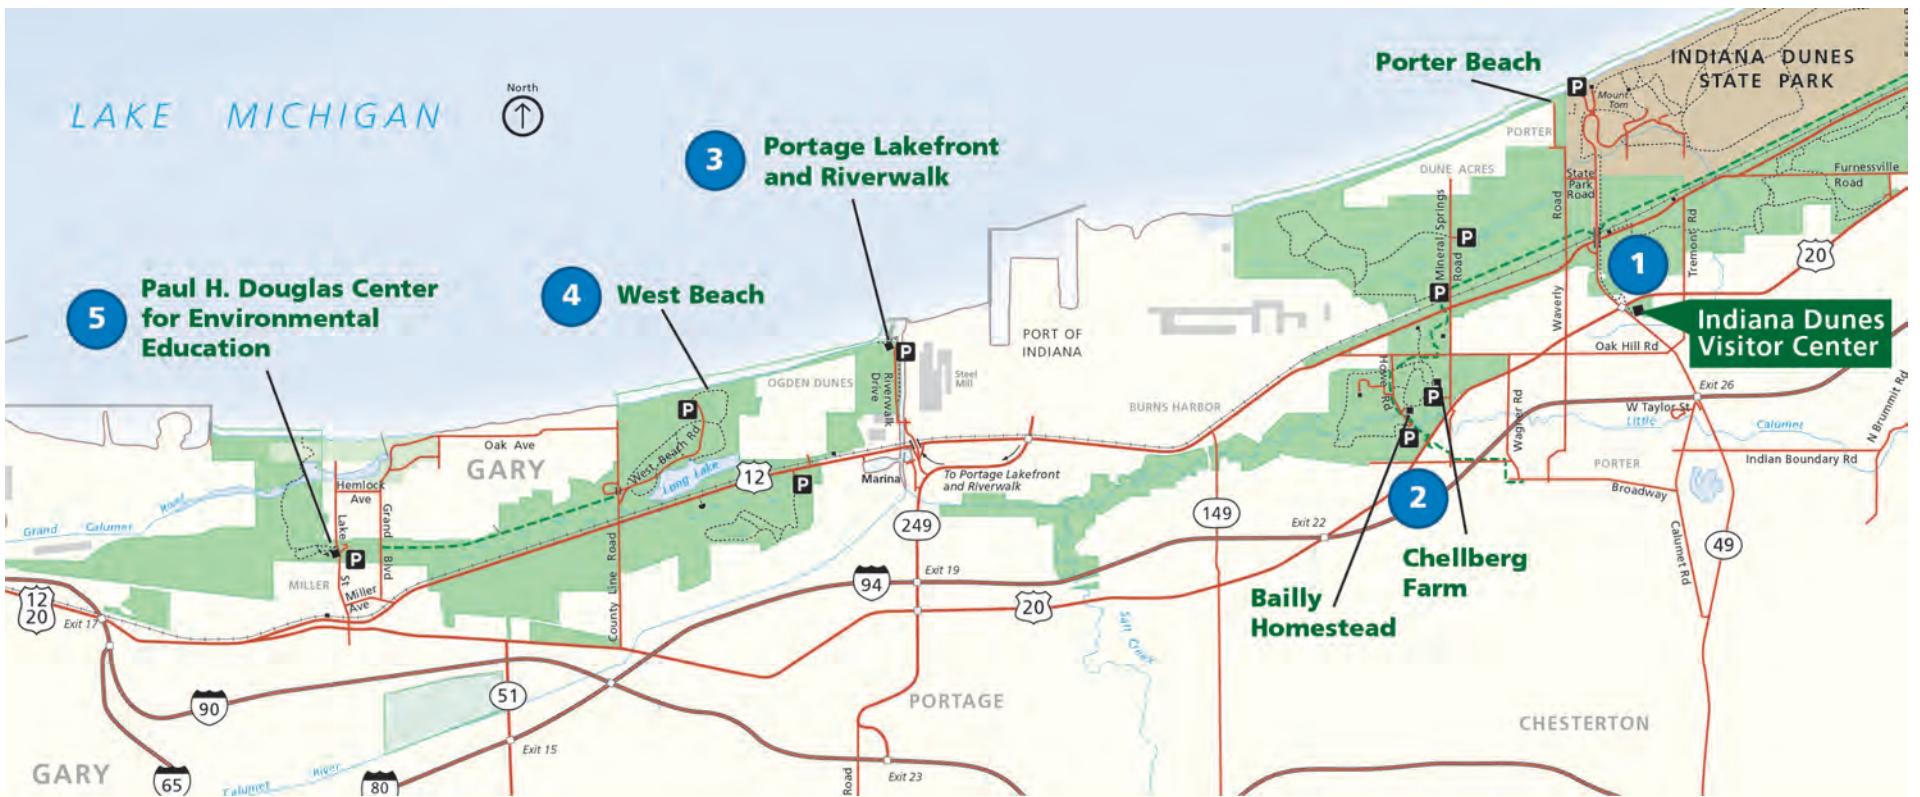 LAKE MICHIGAN
North
Porter Beach
INDIANA DUNES
STATE PARK
P
Mount
Tom
PORTER
3
Portage Lakefront
and Riverwalk
DUNE ACRES
State
Park
Road
Furnessville
Road
Mineral Springs
Road
P
Waverly
Road
Tremont Rd
1
20
5
Paul H. Douglas Center
for Environmental
Education
4
West Beach
P
Indiana Dunes
Visitor Center
PORT OF
INDIANA
Oak Hill Rd
P
Riverwalk
Drive
Steel
Mill
OGDEN DUNES
Howe Rd
P
Exit 26
BURNS HARBOR
W Taylor St
Wagner Rd
Little
Calumet
N Brummit Rd
P
Oak Ave
GARY
West Beach Rd
Long Lake
12
P
Marina
To Portage Lakefront
and Riverwalk
P
PORTER
Indian Boundary Rd
Broadway
Hemlock
Ave
Grand
Calumet
River
Lake
St
Grand
Blvd
P
249
149
Exit 22
2
Calumet Rd
49
MILLER
Miller
Ave
County Line Road
94
Exit 19
20
Chellberg
Farm
Bailly
Homestead
12
20
Exit 17
Salt Creek
90
51
PORTAGE
CHESTERTON
Exit 15
GARY
65
Calumet
River
80
Road
Exit 23